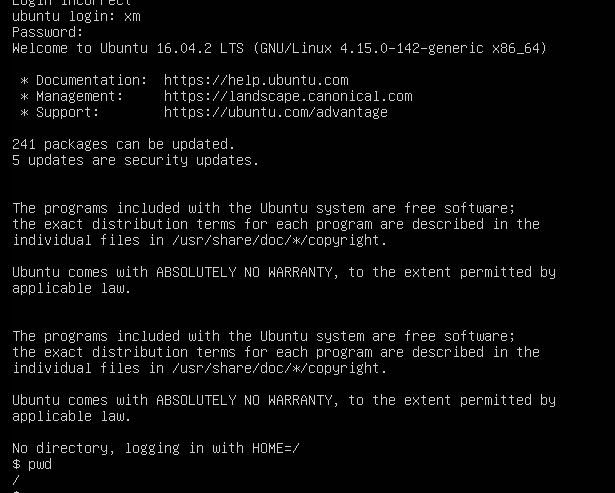 Login incorrect
ubuntu login: xm
Password:
Welcome to Ubuntu 16.04.2 LTS (GNU/Linux 4.15.0-142-generic x86_64)
* Documentation: https://help.ubuntu.com
* Management: https://landscape.canonical.com
* Support: https://ubuntu.com/advantage
241 packages can be updated.
5 updates are security updates.
The programs included with the Ubuntu system are free software;
the exact distribution terms for each program are described in the
individual files in /usr/share/doc/*/copyright.
Ubuntu comes with ABSOLUTELY NO WARRANTY, to the extent permitted by
applicable law.
The programs included with the Ubuntu system are free software;
the exact distribution terms for each program are described in the
individual files in /usr/share/doc/*/copyright.
Ubuntu comes with ABSOLUTELY NO WARRANTY, to the extent permitted by
applicable law.
No directory, logging in with HOME=/
$ pwd
/
$